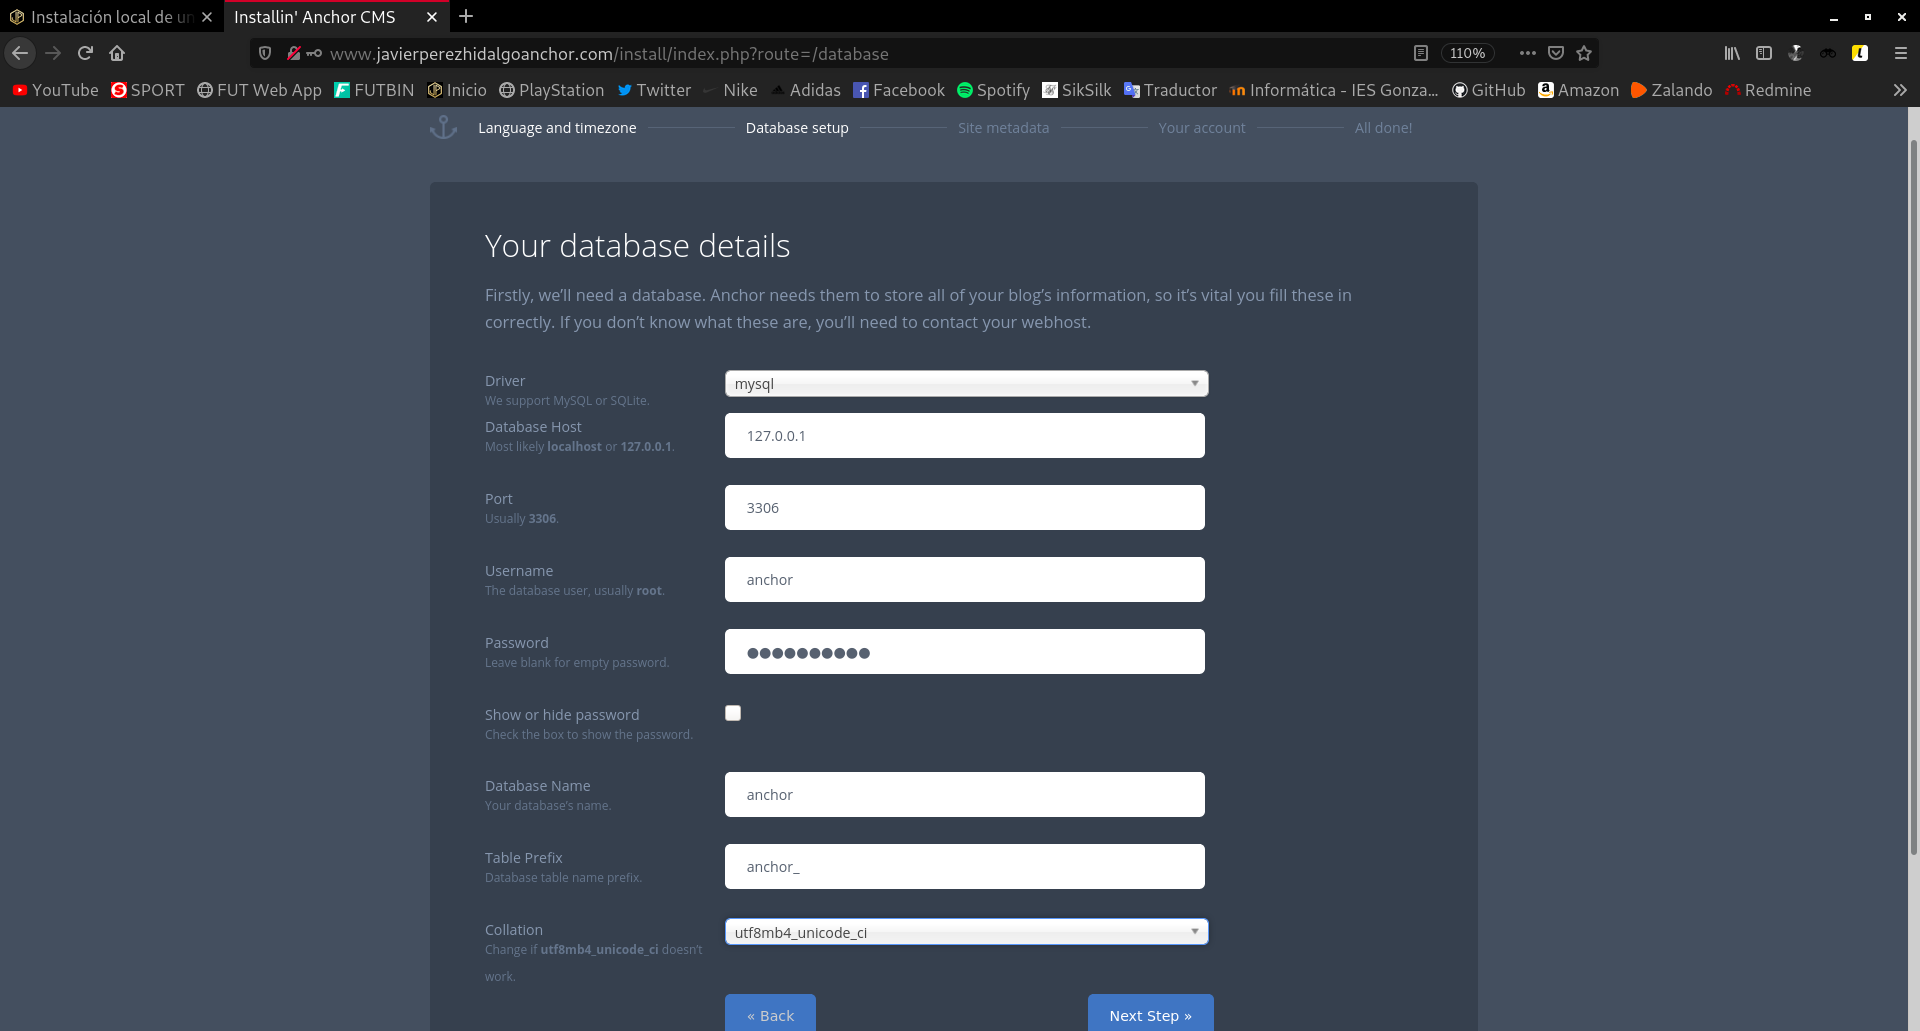 Instalación local de un
Installin' Anchor CMS
www.javierperezhidalgoanchor.com/install/index.php?route=/database
110%
YouTube
SPORT
FUT Web App
FUTBIN
Inicio
PlayStation
Twitter
Nike
Adidas
Facebook
Spotify
SikSilk
Traductor
Informática - IES Gonza...
GitHub
Amazon
Zalando
Redmine
Language and timezone
Database setup
Site metadata
Your account
All done!
Your database details
Firstly, we’ll need a database. Anchor needs them to store all of your blog’s information, so it’s vital you fill these in
correctly. If you don’t know what these are, you’ll need to contact your webhost.
Driver
We support MySQL or SQLite.
mysql
Database Host
Most likely localhost or 127.0.0.1.
127.0.0.1
Port
Usually 3306.
3306
Username
The database user, usually root.
anchor
Password
Leave blank for empty password.
●●●●●●●●●●
Show or hide password
Check the box to show the password.
Database Name
Your database’s name.
anchor
Table Prefix
Database table name prefix.
anchor_
Collation
Change if utf8mb4_unicode_ci doesn’t
work.
utf8mb4_unicode_ci
« Back
Next Step »